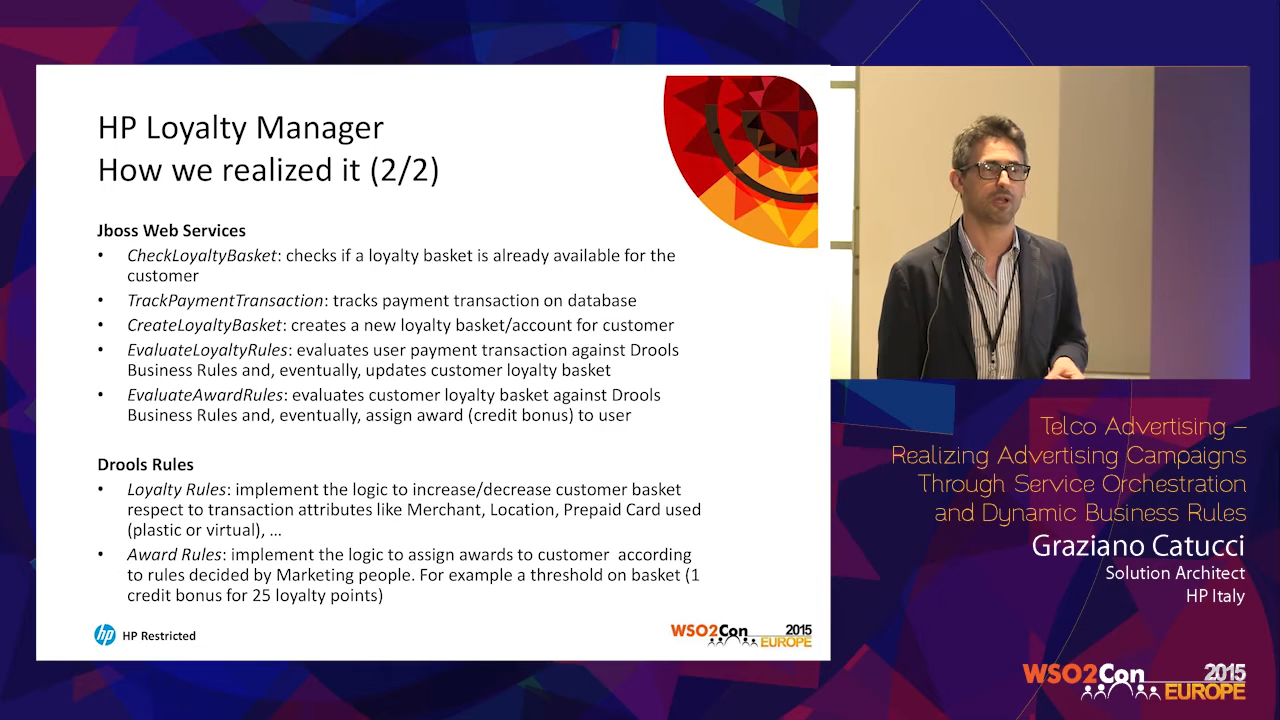 HP Loyalty Manager
How we realized it (2/2)
Jboss Web Services
• CheckLoyaltyBasket: checks if a loyalty basket is already available for the
customer
• TrackPaymentTransaction: tracks payment transaction on database
• CreateLoyaltyBasket: creates a new loyalty basket/account for customer
• EvaluateLoyaltyRules: evaluates user payment transaction against Drools
Business Rules and, eventually, updates customer loyalty basket
• EvaluateAwardRules: evaluates customer loyalty basket against Drools
Business Rules and, eventually, assign award (credit bonus) to user
Drools Rules
• Loyalty Rules: implement the logic to increase/decrease customer basket
respect to transaction attributes like Merchant, Location, Prepaid Card used
(plastic or virtual), …
• Award Rules: implement the logic to assign awards to customer according
to rules decided by Marketing people. For example a threshold on basket (1
credit bonus for 25 loyalty points)
hp HP Restricted
WSO2Con 2015
EUROPE
Telco Advertising –
Realizing Advertising Campaigns
Through Service Orchestration
and Dynamic Business Rules
Graziano Catucci
Solution Architect
HP Italy
WSO2Con 2015
EUROPE